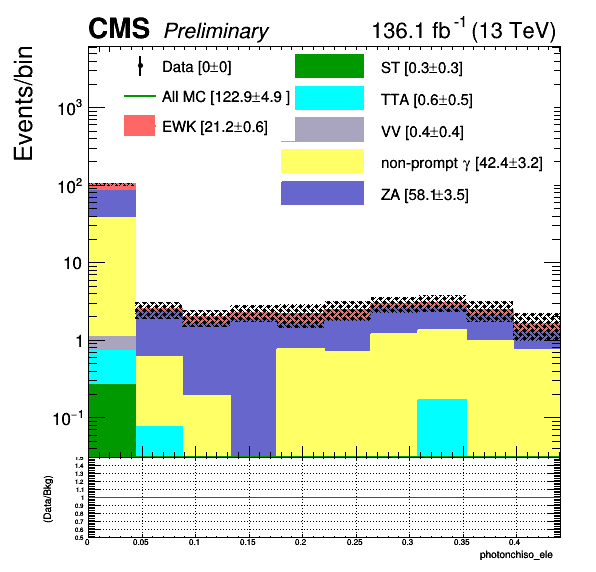 CMS Preliminary 136.1 fb⁻¹ (13 TeV)
Events/bin
Data [0±0]
All MC [122.9±4.9 ]
EWK [21.2±0.6]
ST [0.3±0.3]
TTA [0.6±0.5]
VV [0.4±0.4]
non-prompt γ [42.4±3.2]
ZA [58.1±3.5]
10³
10²
10
1
10⁻¹
(Data/Bkg)
1.5
1.4
1.3
1.2
1.1
1
0.9
0.8
0.7
0.6
0.5
0 0.05 0.1 0.15 0.2 0.25 0.3 0.35 0.4
photonchiso_ele